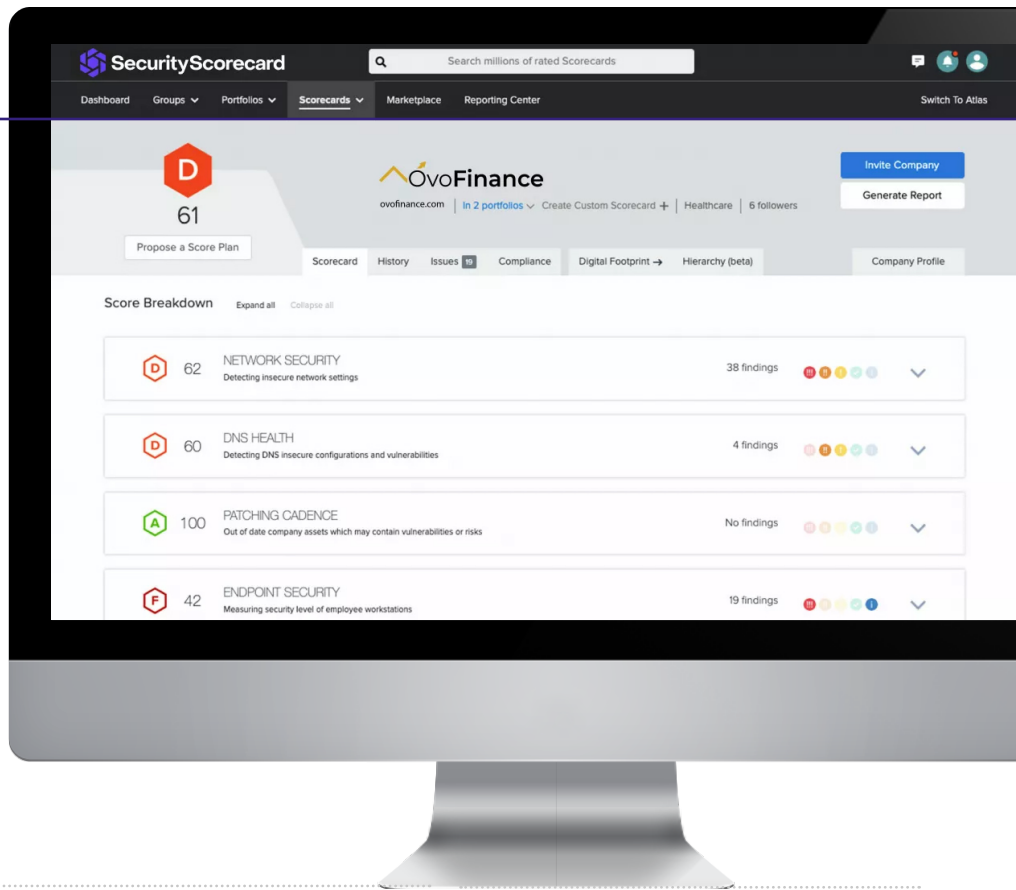 SecurityScorecard
Search millions of rated Scorecards
Dashboard Groups Portfolios Scorecards Marketplace Reporting Center Switch To Atlas
D
61
Propose a Score Plan
ÓvoFinance
ovofinance.com In 2 portfolios Create Custom Scorecard + Healthcare 6 followers
Invite Company
Generate Report
Scorecard History Issues 19 Compliance Digital Footprint → Hierarchy (beta) Company Profile
Score Breakdown Expand all Collapse all
D 62 NETWORK SECURITY 38 findings
Detecting insecure network settings
D 60 DNS HEALTH 4 findings
Detecting DNS insecure configurations and vulnerabilities
A 100 PATCHING CADENCE No findings
Out of date company assets which may contain vulnerabilities or risks
F 42 ENDPOINT SECURITY 19 findings
Measuring security level of employee workstations